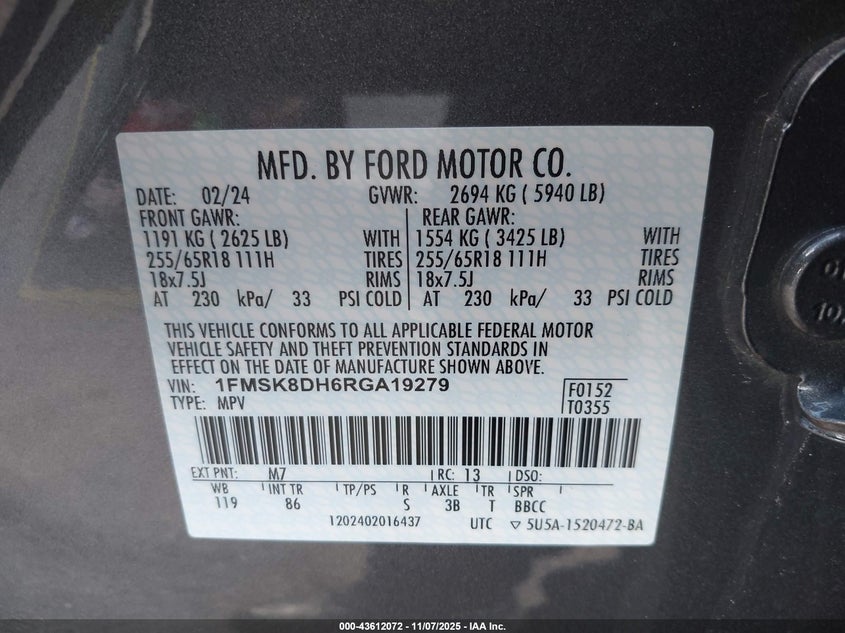 MFD. BY FORD MOTOR CO.
DATE: 02/24 GVWR: 2694 KG ( 5940 LB)
FRONT GAWR: REAR GAWR:
1191 KG ( 2625 LB) WITH 1554 KG ( 3425 LB) WITH
255/65R18 111H TIRES 255/65R18 111H TIRES
18x7.5J RIMS 18x7.5J RIMS
AT 230 kPa/ 33 PSI COLD AT 230 kPa/ 33 PSI COLD
THIS VEHICLE CONFORMS TO ALL APPLICABLE FEDERAL MOTOR
VEHICLE SAFETY AND THEFT PREVENTION STANDARDS IN
EFFECT ON THE DATE OF MANUFACTURE SHOWN ABOVE.
VIN: 1FMSK8DH6RGA19279 F0152
TYPE: MPV T0355
EXT PNT: M7 RC: 13 DSO:
WB INT TR TP/PS R AXLE TR SPR
119 86 S 3B T BBCC
1202402016437 UTC ▽ 5U5A-1520472-BA
000-43612072 - 11/07/2025 - IAA Inc.